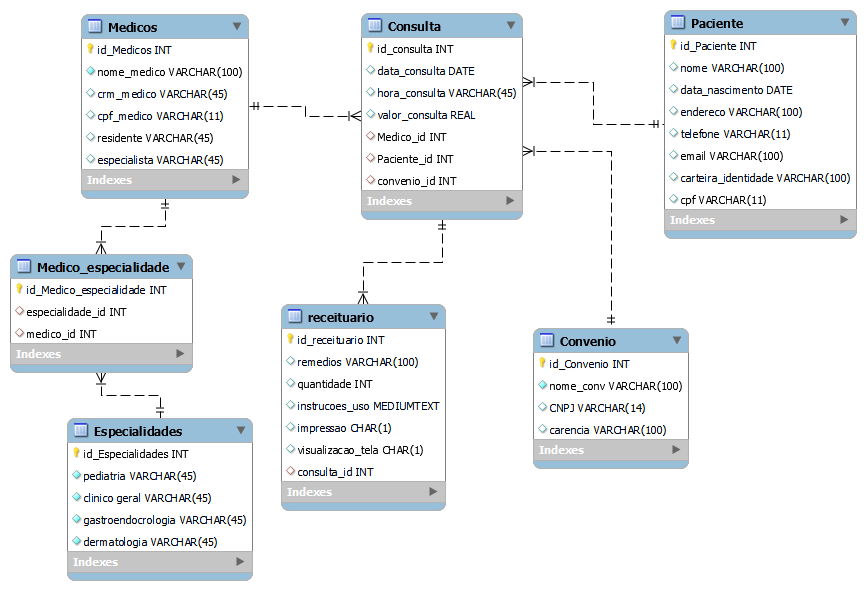 Medicos
id_Medicos INT
nome_medico VARCHAR(100)
crm_medico VARCHAR(45)
cpf_medico VARCHAR(11)
residente VARCHAR(45)
especialista VARCHAR(45)
Indexes
Consulta
id_consulta INT
data_consulta DATE
hora_consulta VARCHAR(45)
valor_consulta REAL
Medico_id INT
Paciente_id INT
convenio_id INT
Indexes
Paciente
id_Paciente INT
nome VARCHAR(100)
data_nascimento DATE
endereco VARCHAR(100)
telefone VARCHAR(11)
email VARCHAR(100)
carteira_identidade VARCHAR(100)
cpf VARCHAR(11)
Indexes
Medico_especialidade
id_Medico_especialidade INT
especialidade_id INT
medico_id INT
Indexes
receituario
id_receituario INT
remedios VARCHAR(100)
quantidade INT
instrucoes_uso MEDIUMTEXT
impressao CHAR(1)
visualizacao_tela CHAR(1)
consulta_id INT
Indexes
Convenio
id_Convenio INT
nome_conv VARCHAR(100)
CNPJ VARCHAR(14)
carencia VARCHAR(100)
Indexes
Especialidades
id_Especialidades INT
pediatria VARCHAR(45)
clinico geral VARCHAR(45)
gastroendocrologia VARCHAR(45)
dermatologia VARCHAR(45)
Indexes